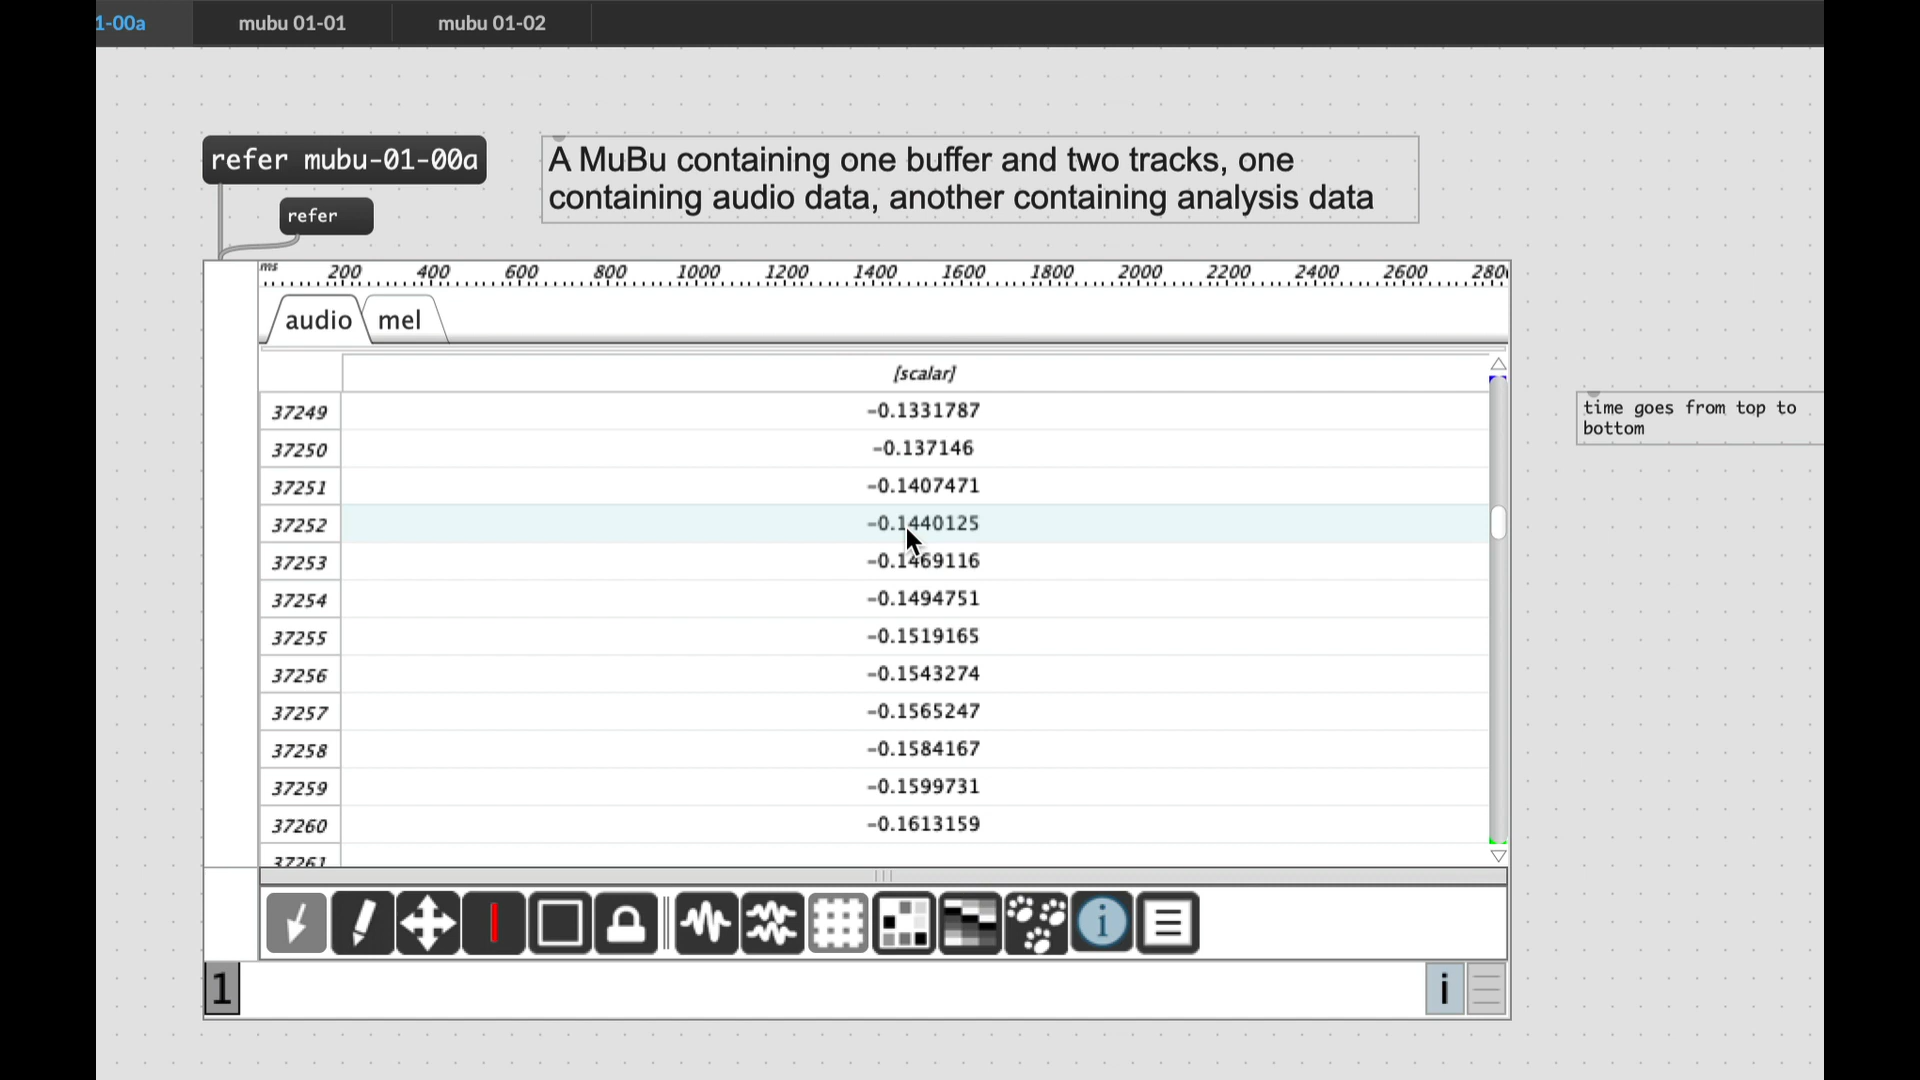 1-00a mubu 01-01 mubu 01-02
refer mubu-01-00a
A MuBu containing one buffer and two tracks, one
containing audio data, another containing analysis data
refer
ms 200 400 600 800 1000 1200 1400 1600 1800 2000 2200 2400 2600 280
audio mel
[scalar]
37249 -0.1331787
37250 -0.137146
37251 -0.1407471
37252 -0.1440125
37253 -0.1469116
37254 -0.1494751
37255 -0.1519165
37256 -0.1543274
37257 -0.1565247
37258 -0.1584167
37259 -0.1599731
37260 -0.1613159
37261
time goes from top to
bottom
i
1 i